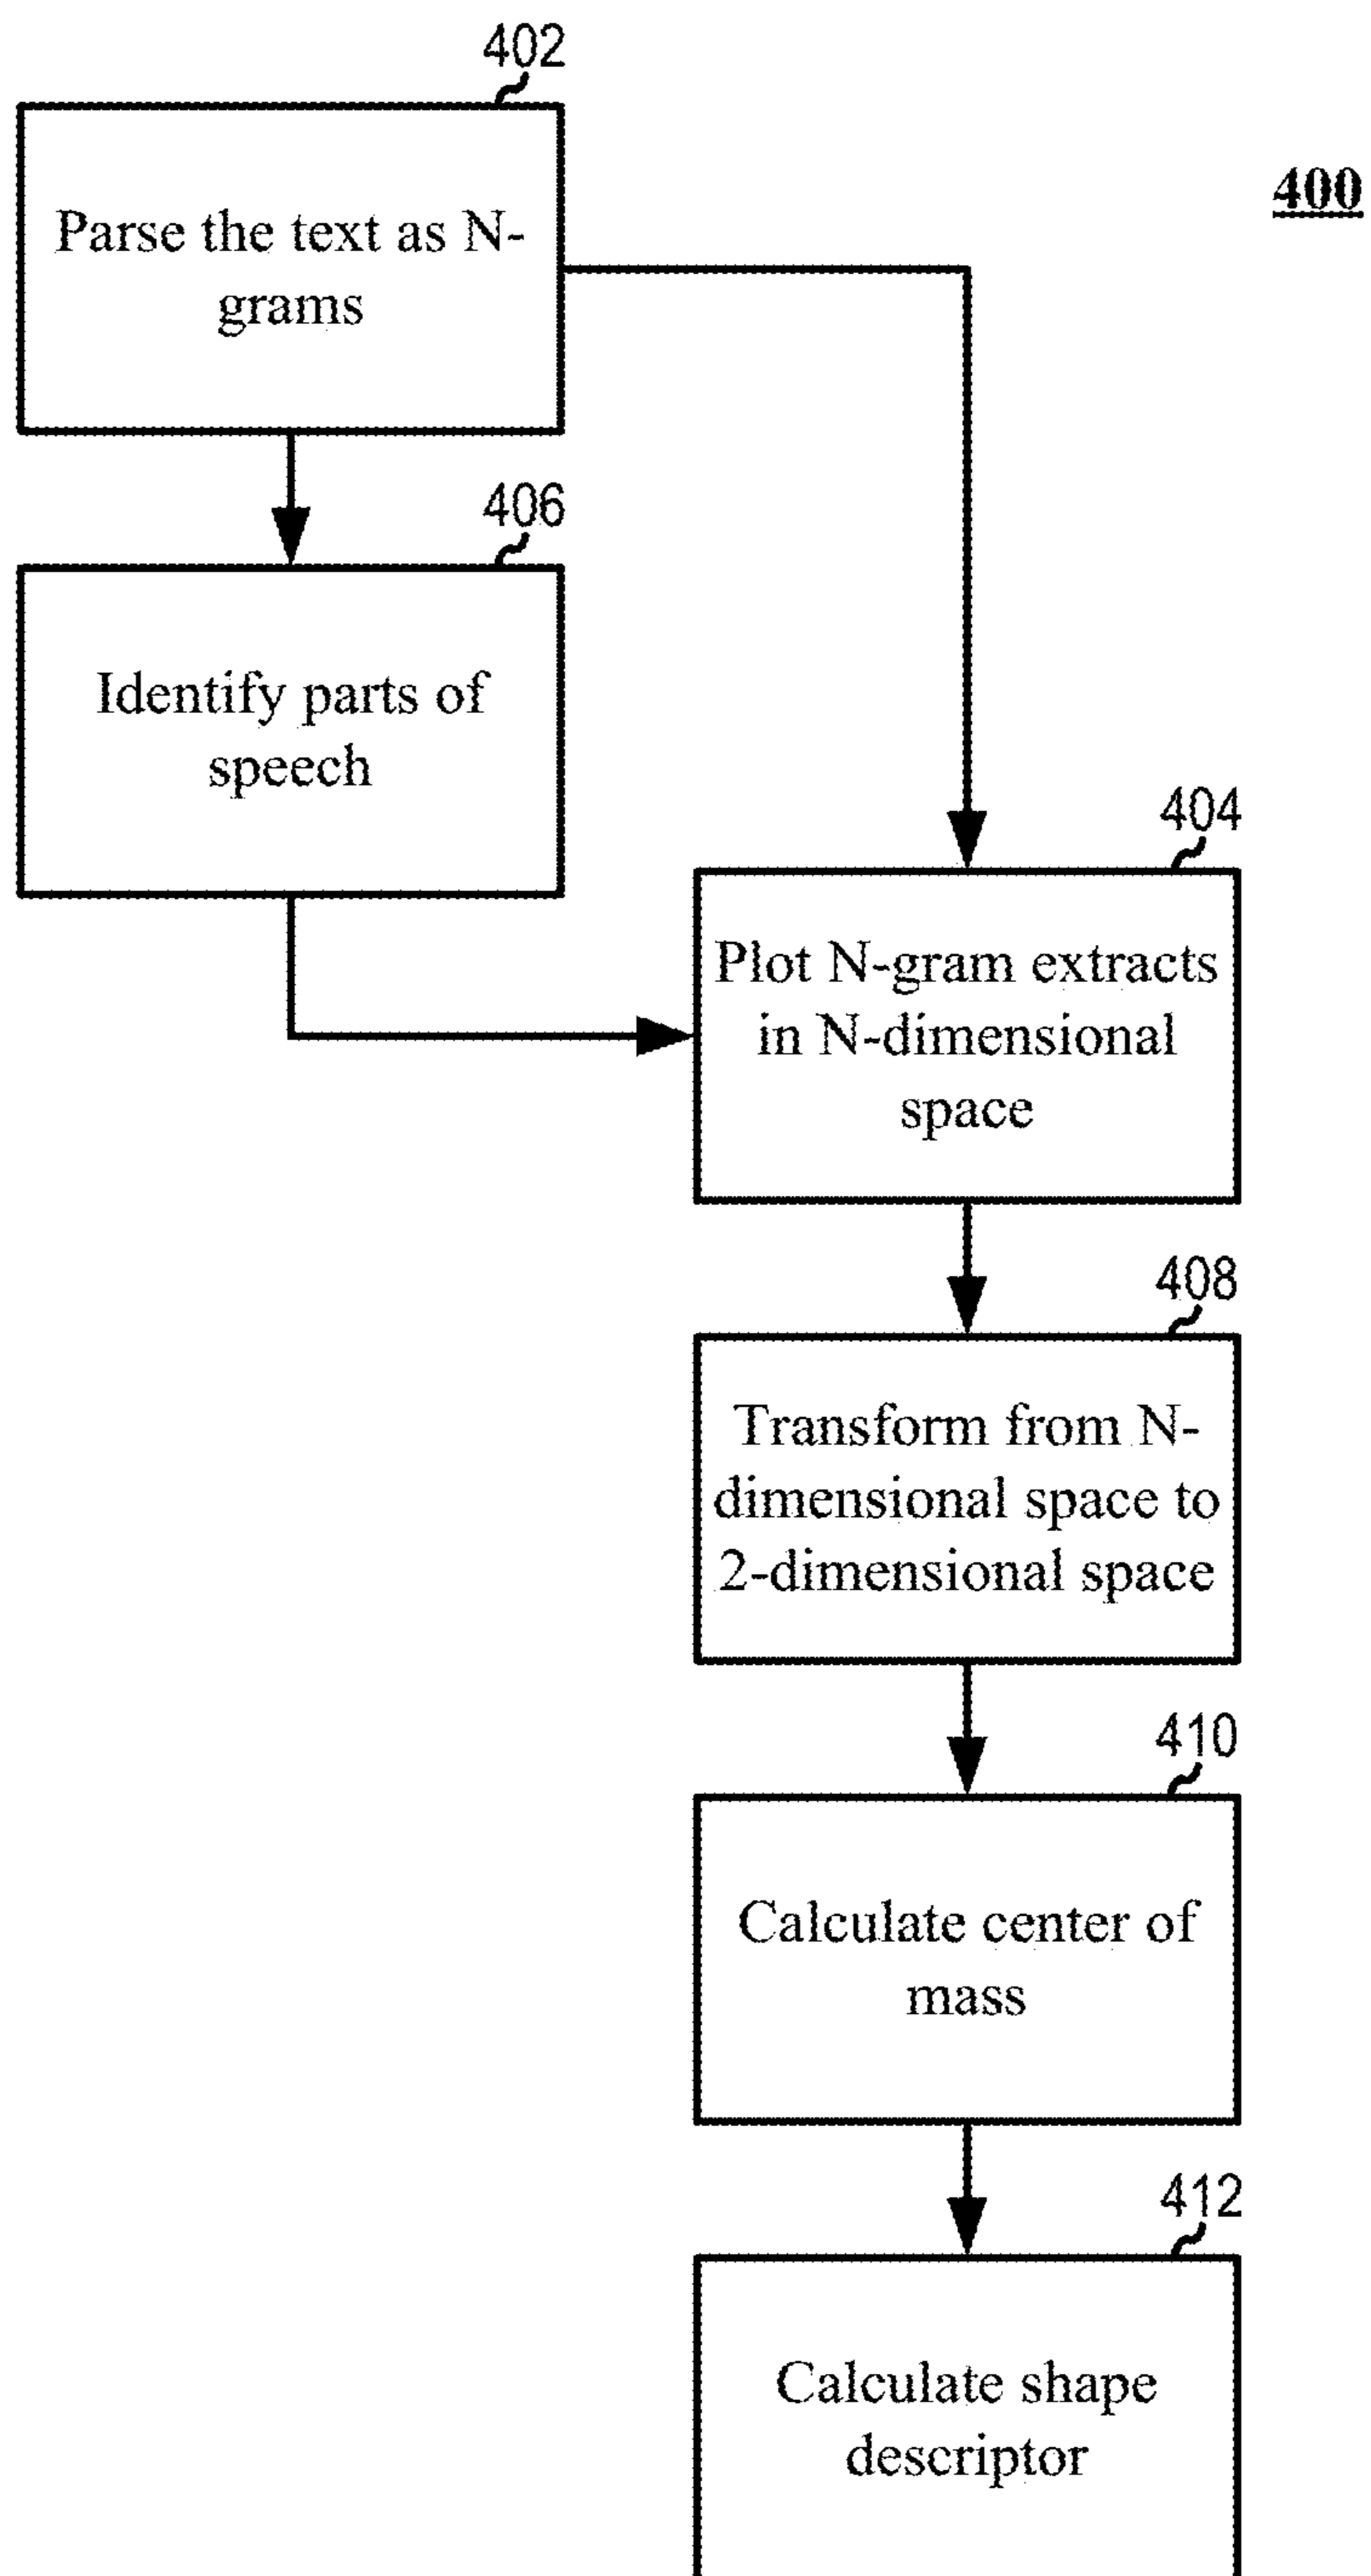 402
400
Parse the text as N-
grams
406
Identify parts of
speech
404
Plot N-gram extracts
in N-dimensional
space
408
Transform from N-
dimensional space to
2-dimensional space
410
Calculate center of
mass
412
Calculate shape
descriptor